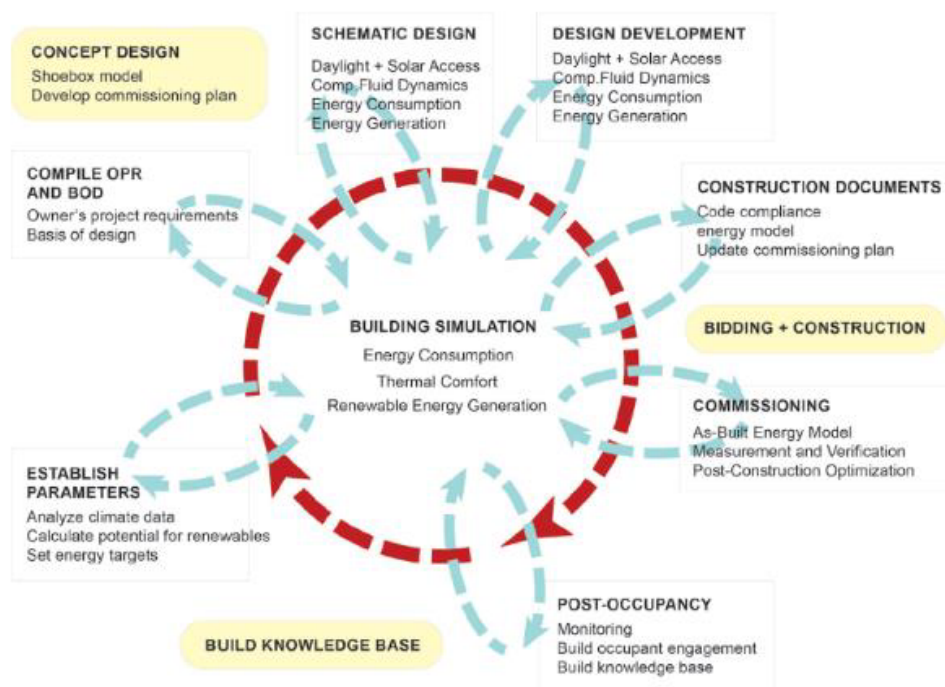 CONCEPT DESIGN
Shoebox model
Develop commissioning plan
SCHEMATIC DESIGN
Daylight + Solar Access
Comp.Fluid Dynamics
Energy Consumption
Energy Generation
DESIGN DEVELOPMENT
Daylight + Solar Access
Comp.Fluid Dynamics
Energy Consumption
Energy Generation
COMPILE OPR
AND BOD
Owner's project requirements
Basis of design
CONSTRUCTION DOCUMENTS
Code compliance
energy model
Update commissioning plan
BUILDING SIMULATION
Energy Consumption
Thermal Comfort
Renewable Energy Generation
BIDDING + CONSTRUCTION
COMMISSIONING
As-Built Energy Model
Measurement and Verification
Post-Construction Optimization
ESTABLISH
PARAMETERS
Analyze climate data
Calculate potential for renewables
Set energy targets
POST-OCCUPANCY
Monitoring
Build occupant engagement
Build knowledge base
BUILD KNOWLEDGE BASE